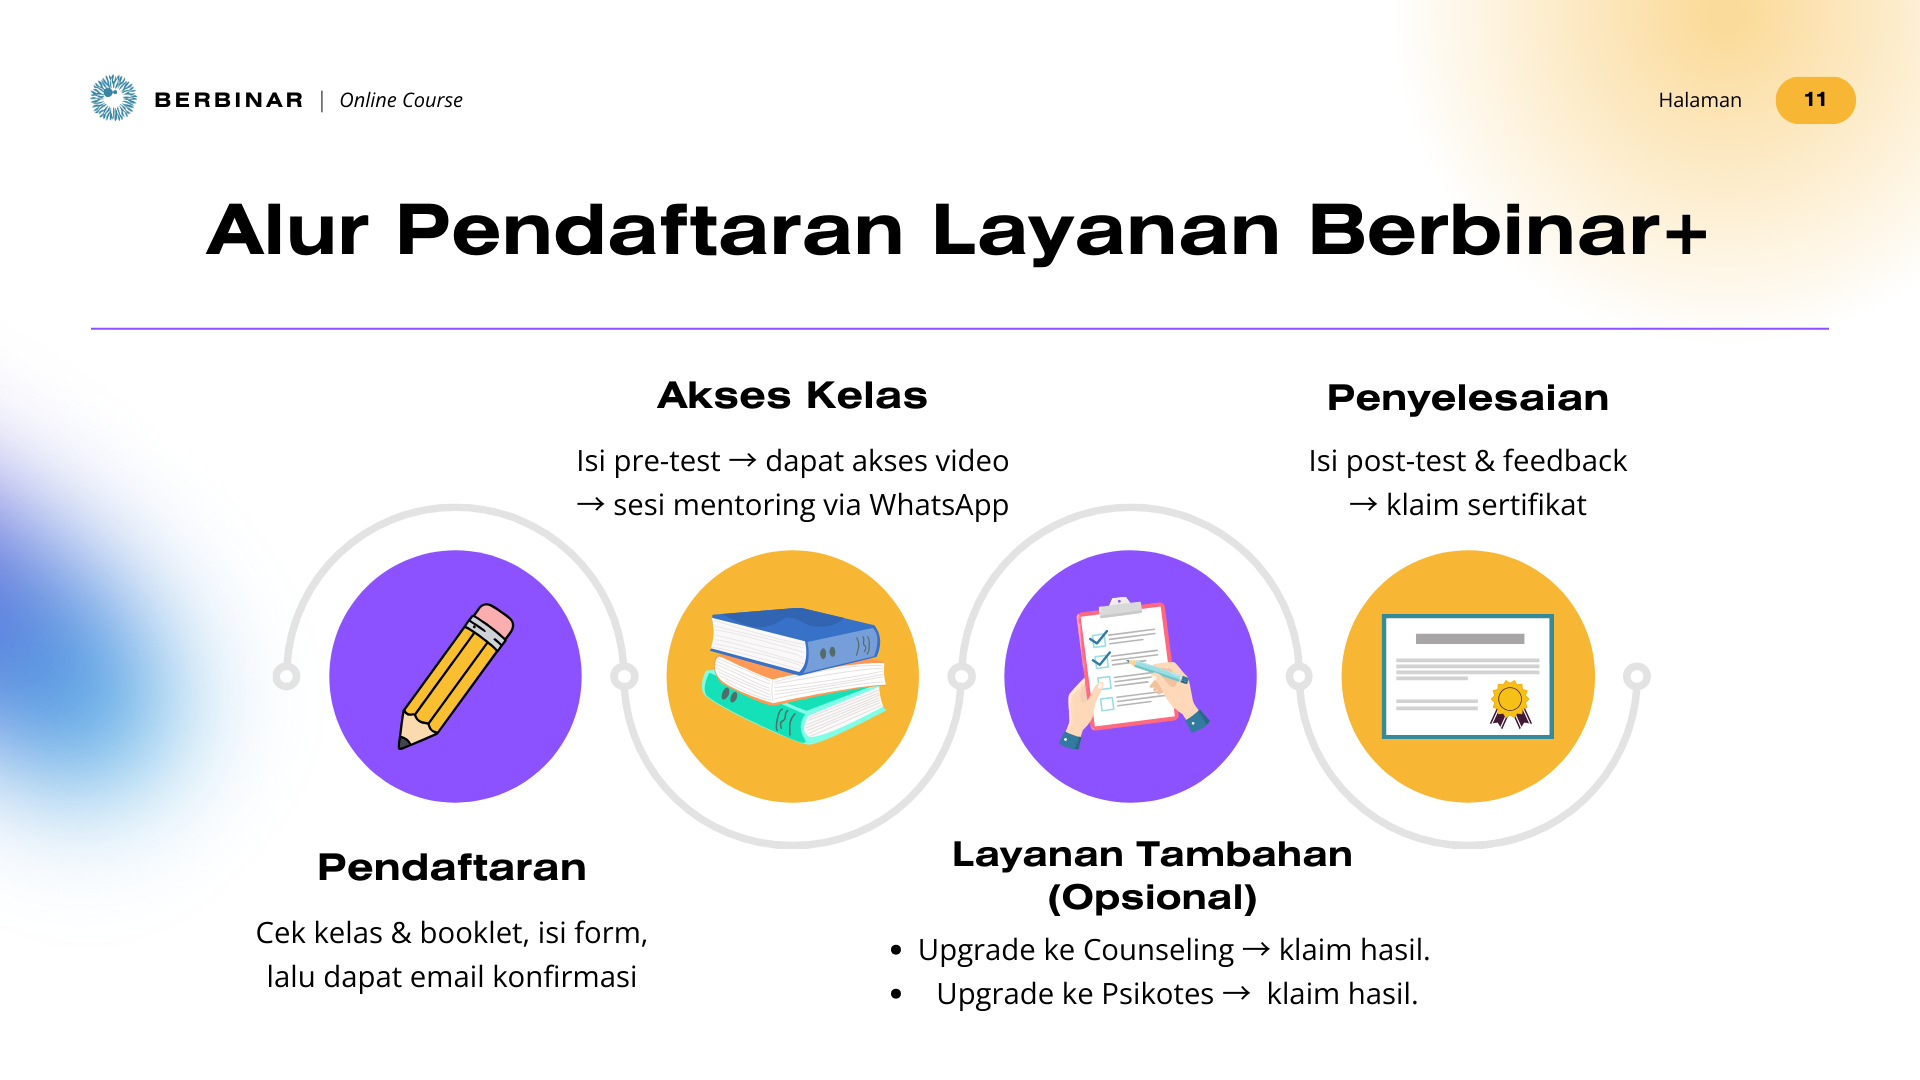 BERBINAR | Online Course
Halaman 11
Alur Pendaftaran Layanan Berbinar+
Pendaftaran
Cek kelas & booklet, isi form,
lalu dapat email konfirmasi
Akses Kelas
Isi pre-test → dapat akses video
→ sesi mentoring via WhatsApp
Layanan Tambahan
(Opsional)
• Upgrade ke Counseling → klaim hasil.
• Upgrade ke Psikotes → klaim hasil.
Penyelesaian
Isi post-test & feedback
→ klaim sertifikat